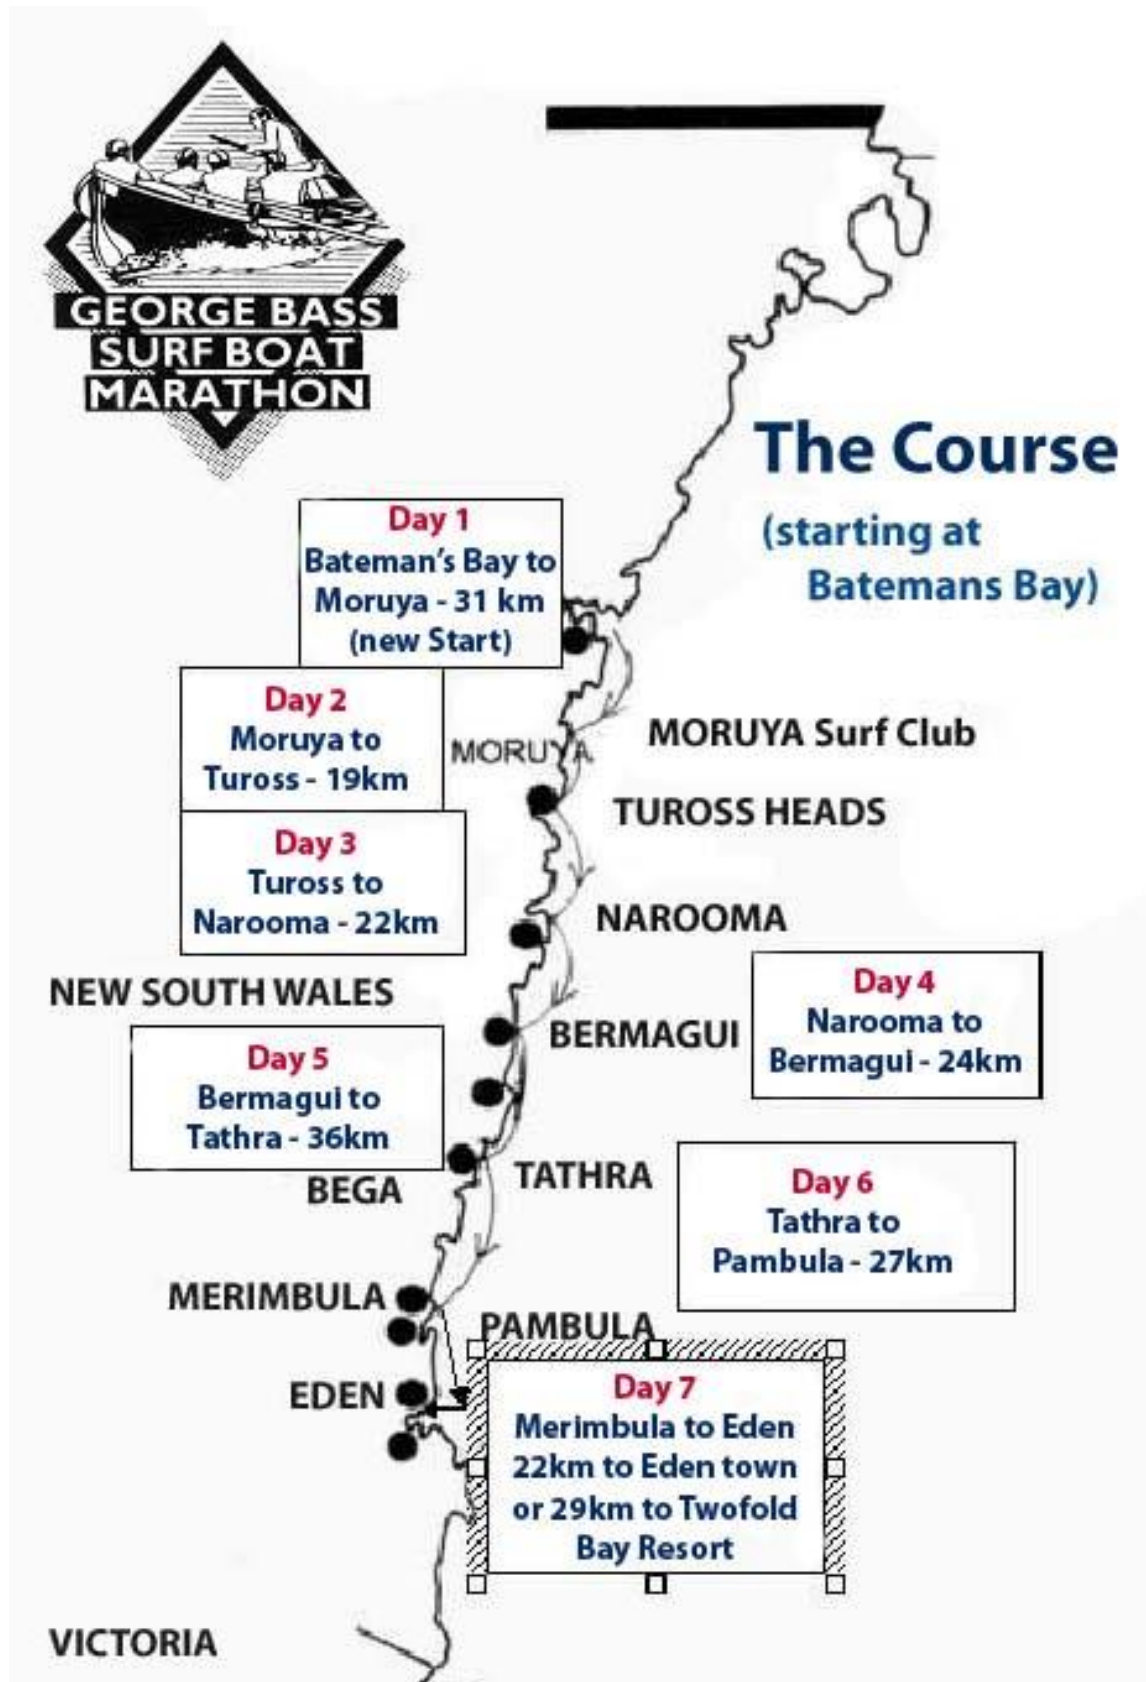 GEORGE BASS
SURF BOAT
MARATHON
The Course
(starting at
Batemans Bay)
Day 1
Bateman's Bay to
Moruya - 31 km
(new Start)
Day 2
Moruya to
Tuross - 19km
MORUYA
MORUYA Surf Club
TUROSS HEADS
Day 3
Tuross to
Narooma - 22km
NAROOMA
NEW SOUTH WALES
Day 4
Narooma to
Bermagui - 24km
BERMAGUI
Day 5
Bermagui to
Tathra - 36km
BEGA
TATHRA
Day 6
Tathra to
Pambula - 27km
MERIMBULA
PAMBULA
EDEN
Day 7
Merimbula to Eden
22km to Eden town
or 29km to Twofold
Bay Resort
VICTORIA